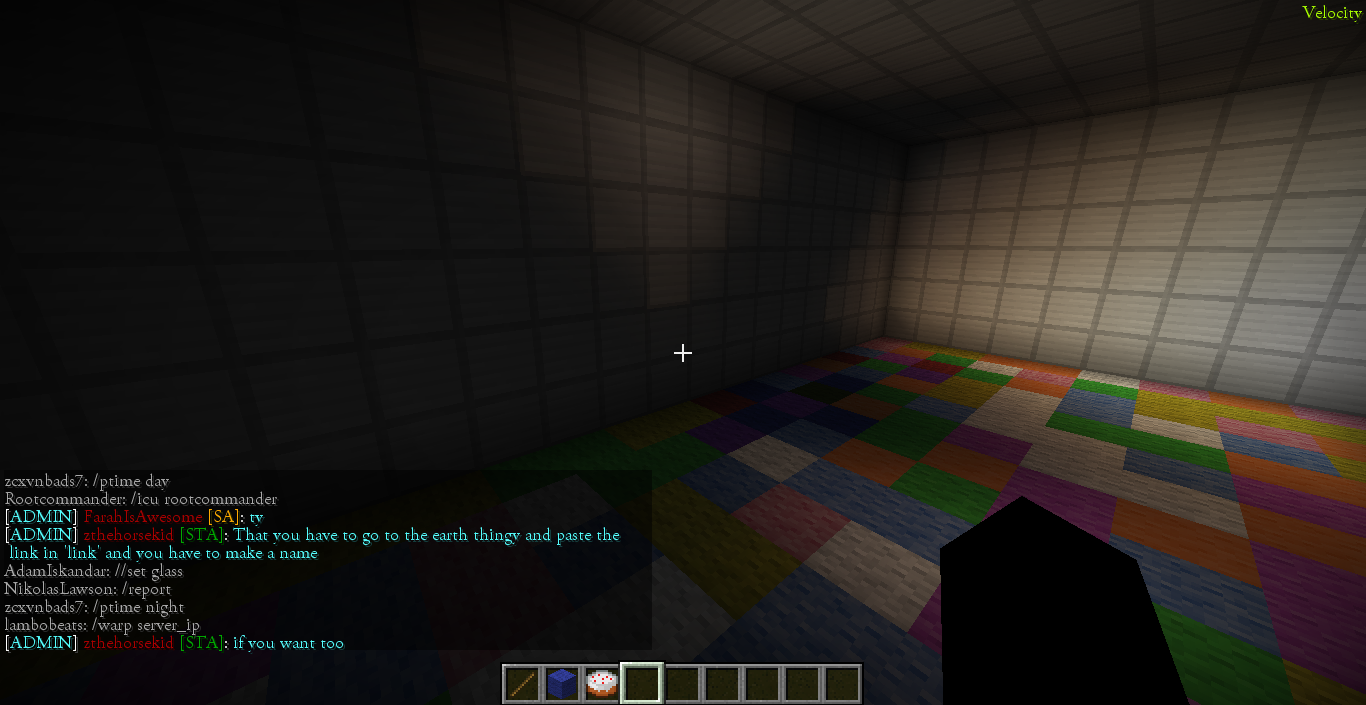 Velocity
zcxvnbads7: /ptime day
Rootcommander: /icu rootcommander
[ADMIN] FarahIsAwesome [SA]: ty
[ADMIN] zthehorsekid [STA]: That you have to go to the earth thingy and paste the
link in 'link' and you have to make a name
AdamIskandar: //set glass
NikolasLawson: /report
zcxvnbads7: /ptime night
lambobeats: /warp server_ip
[ADMIN] zthehorsekid [STA]: if you want too